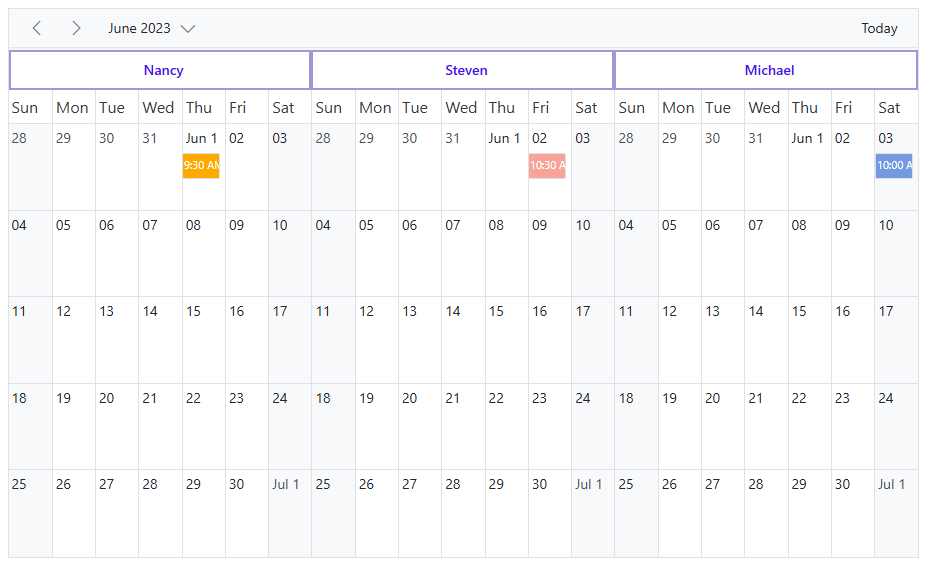 June 2023 Today
Nancy Steven Michael
Sun Mon Tue Wed Thu Fri Sat Sun Mon Tue Wed Thu Fri Sat Sun Mon Tue Wed Thu Fri Sat
28 29 30 31 Jun 1 02 03 28 29 30 31 Jun 1 02 03 28 29 30 31 Jun 1 02 03
9:30 AM 10:30 A 10:00 A
04 05 06 07 08 09 10 04 05 06 07 08 09 10 04 05 06 07 08 09 10
11 12 13 14 15 16 17 11 12 13 14 15 16 17 11 12 13 14 15 16 17
18 19 20 21 22 23 24 18 19 20 21 22 23 24 18 19 20 21 22 23 24
25 26 27 28 29 30 Jul 1 25 26 27 28 29 30 Jul 1 25 26 27 28 29 30 Jul 1